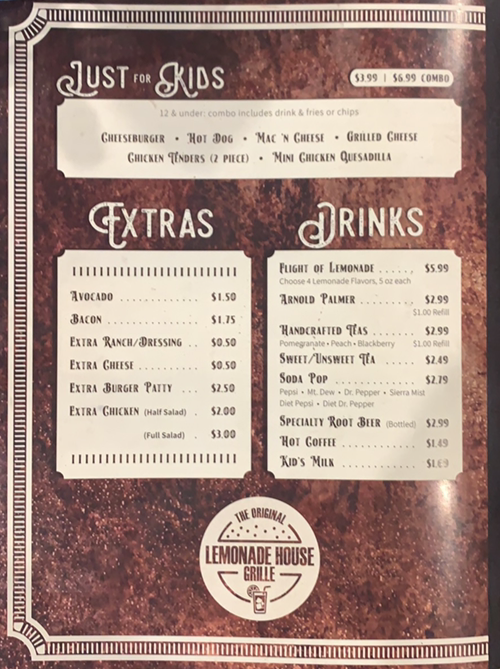 Just for Kids $3.99 | $6.99 COMBO
12 & under: combo includes drink & fries or chips
Cheeseburger • Hot Dog • Mac 'n Cheese • Grilled Cheese
Chicken Tenders (2 piece) • Mini Chicken Quesadilla
Extras
Avocado ............ $1.50
Bacon ............... $1.75
Extra Ranch/Dressing .. $0.50
Extra Cheese ......... $0.50
Extra Burger Patty ... $2.50
Extra Chicken (Half Salad) . $2.00
(Full Salad) . $3.00
Drinks
Flight of Lemonade ...... $5.99
Choose 4 Lemonade Flavors, 5 oz each
Arnold Palmer ......... $2.99
$1.00 Refill
Handcrafted Teas ....... $2.99
Pomegranate • Peach • Blackberry $1.00 Refill
Sweet/Unsweet Tea ..... $2.49
Soda Pop ............ $2.79
Pepsi • Mt. Dew • Dr. Pepper • Sierra Mist
Diet Pepsi • Diet Dr. Pepper
Specialty Root Beer (Bottled) $2.99
Hot Coffee ........... $1.49
Kid's Milk ........... $1.69
THE ORIGINAL
LEMONADE HOUSE
GRILLE